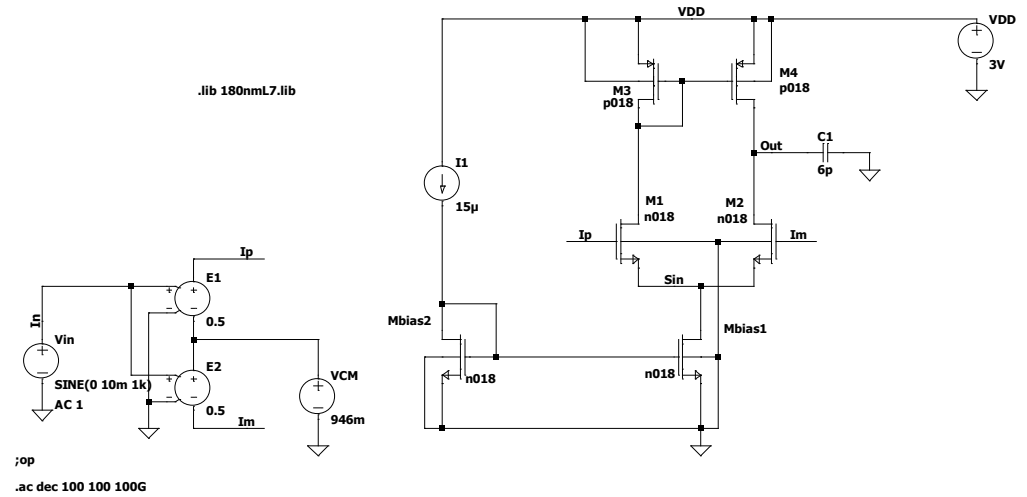 VDD
VDD
3V
.lib 180nmL7.lib
M3
p018
M4
p018
Out
C1
6p
I1
15µ
M1
n018
M2
n018
Ip
Im
Sin
Ip
E1
0.5
In
Vin
SINE(0 10m 1k)
AC 1
E2
0.5
Im
VCM
946m
Mbias2
n018
Mbias1
n018
;op
.ac dec 100 100 100G